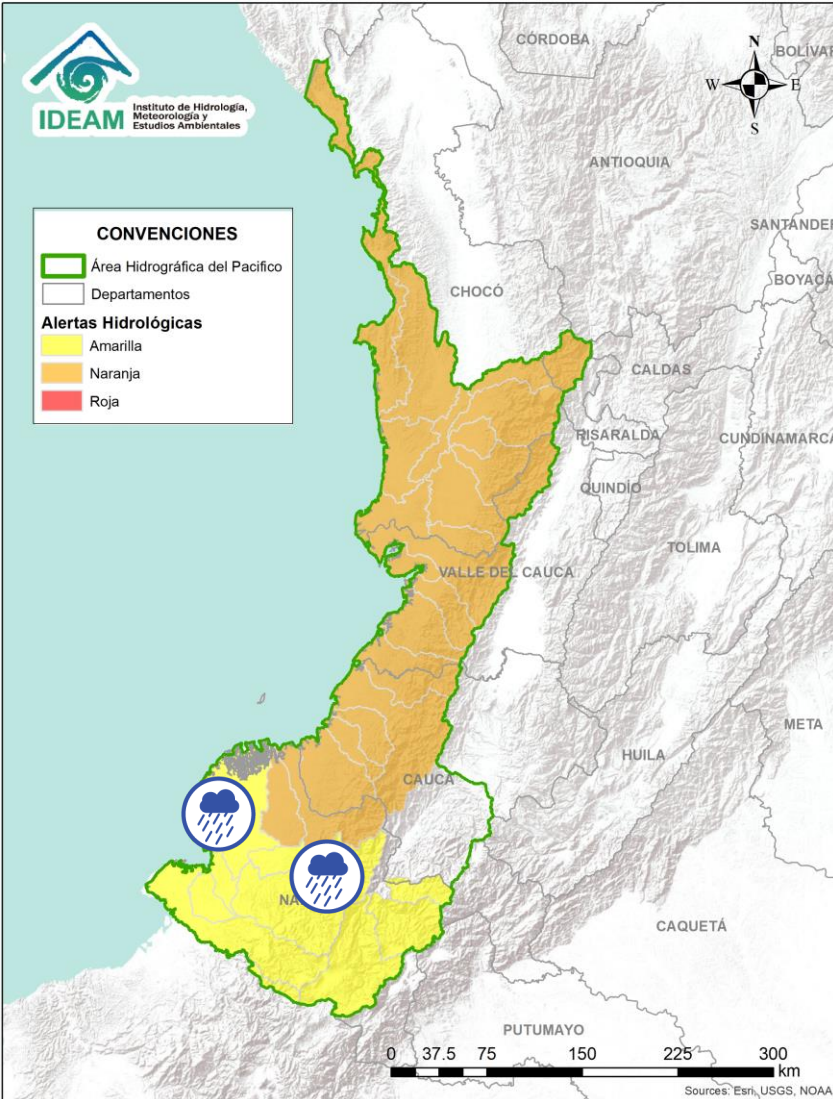 IDEAM
Instituto de Hidrología,
Meteorología y
Estudios Ambientales
CÓRDOBA
BOLÍVAR
N
W
E
S
ANTIOQUIA
SANTANDER
CONVENCIONES
Área Hidrográfica del Pacifico
Departamentos
Alertas Hidrológicas
Amarilla
Naranja
Roja
BOYACÁ
CHOCÓ
CALDAS
RISARALDA
CUNDINAMARCA
QUINDÍO
TOLIMA
VALLE DEL CAUCA
META
HUILA
CAUCA
NA
CAQUETÁ
PUTUMAYO
0 37.5 75 150 225 300
km
Sources: Esri, USGS, NOAA